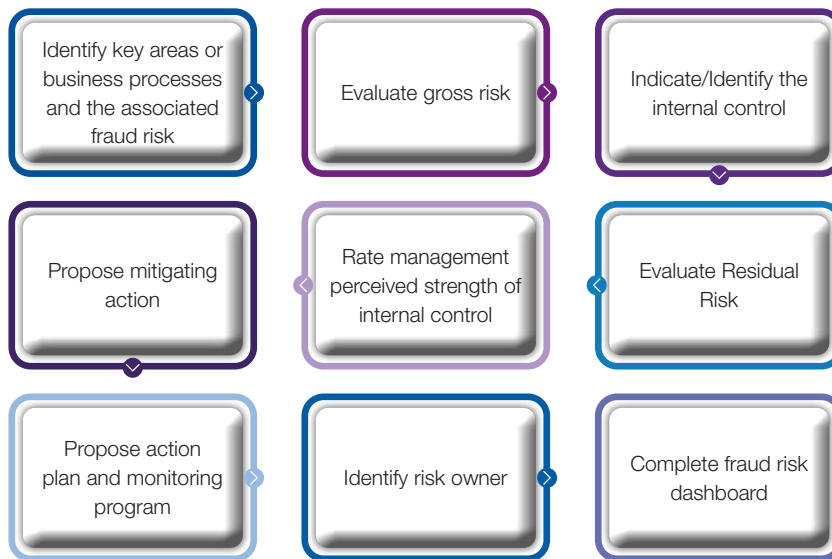 Identify key areas or
business processes
and the associated
fraud risk
Evaluate gross risk
Indicate/Identify the
internal control
Evaluate Residual
Risk
Rate management
perceived strength of
internal control
Propose mitigating
action
Propose action
plan and monitoring
program
Identify risk owner
Complete fraud risk
dashboard